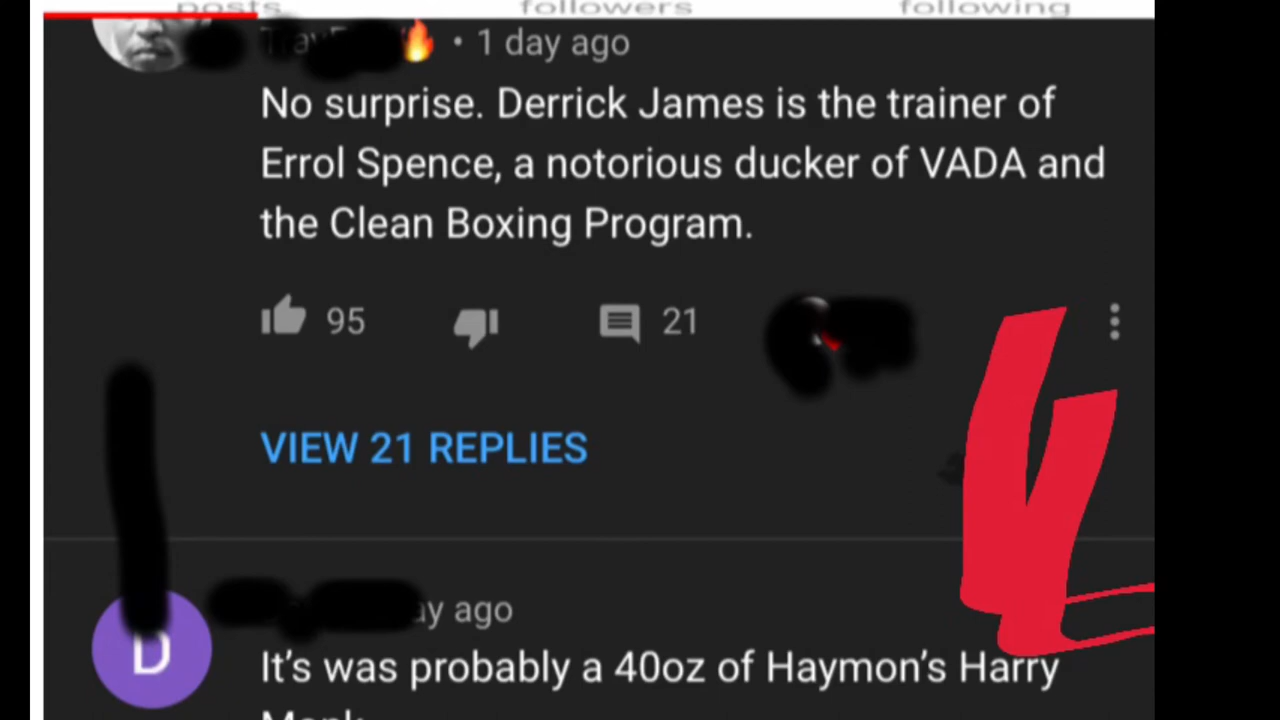 posts followers following
• 1 day ago
No surprise. Derrick James is the trainer of
Errol Spence, a notorious ducker of VADA and
the Clean Boxing Program.
95 21
VIEW 21 REPLIES
D
ay ago
It's was probably a 40oz of Haymon's Harry